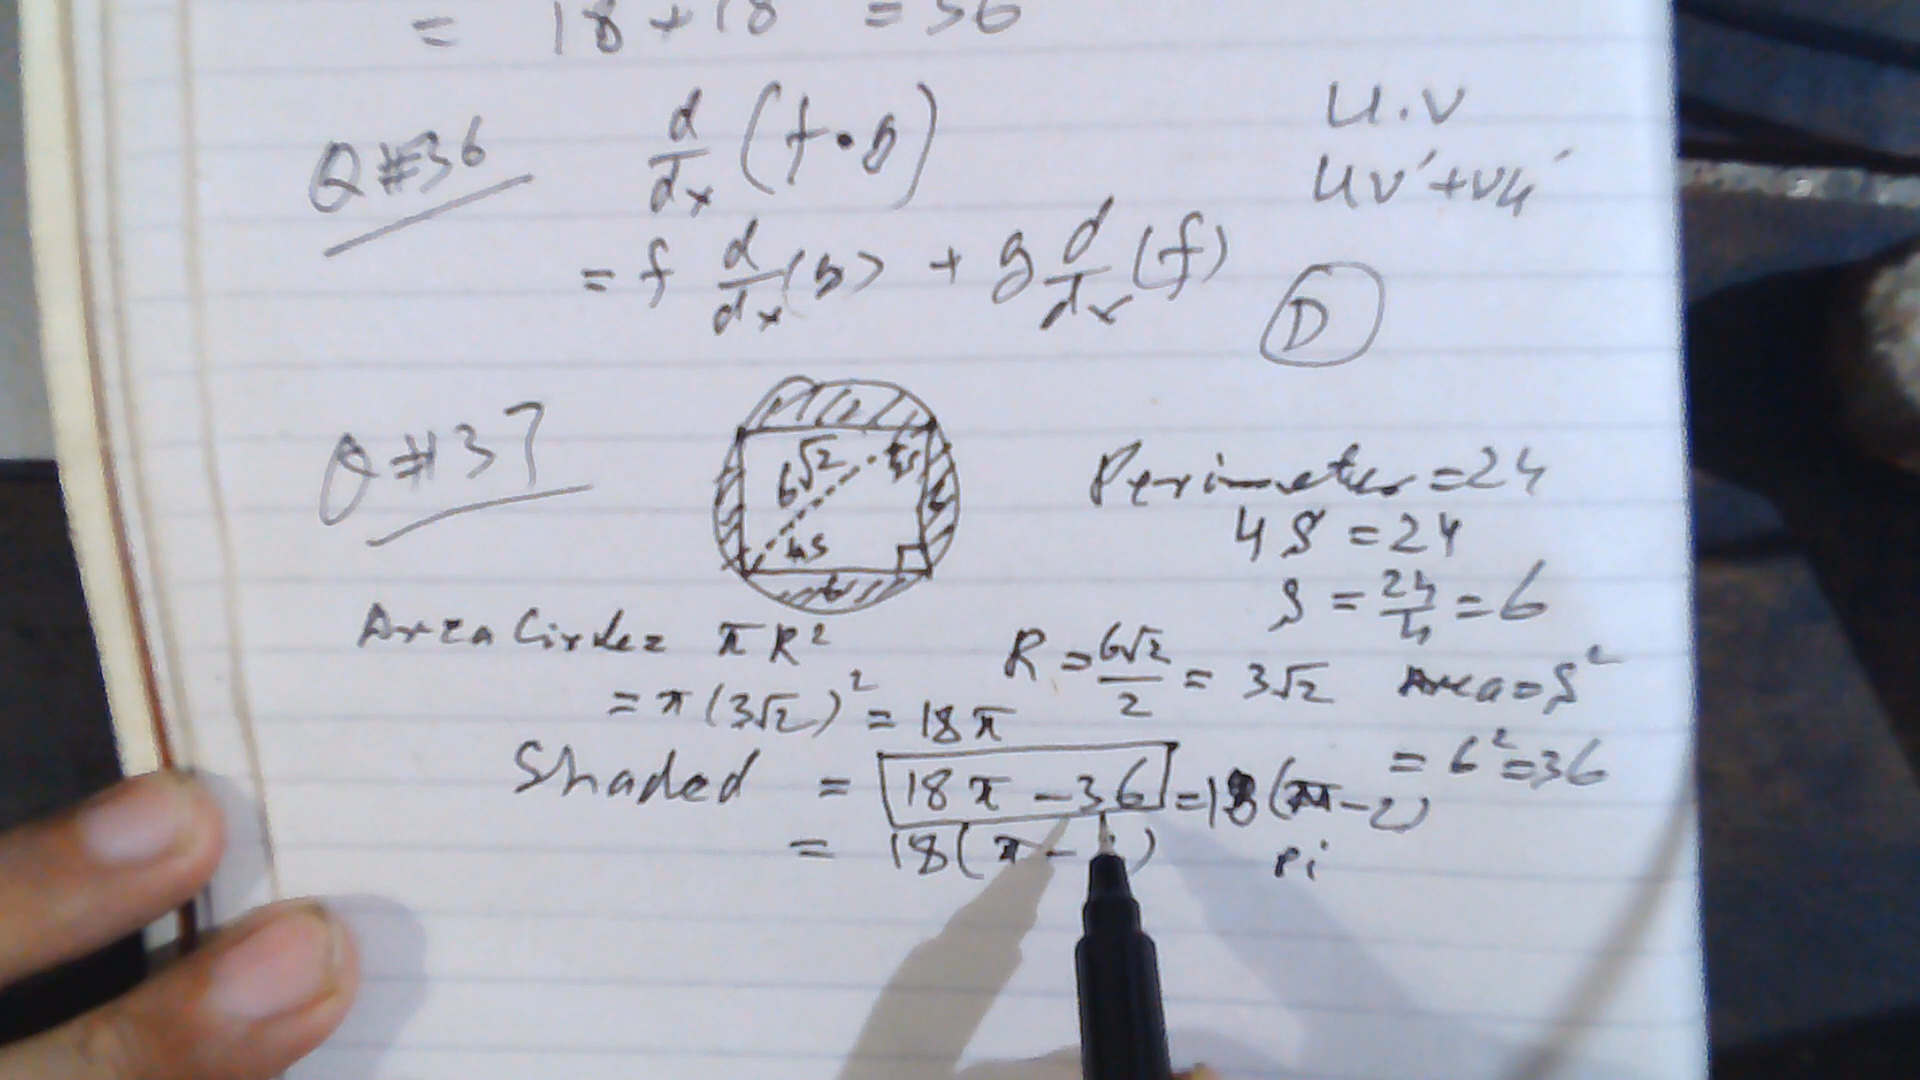 = 18 + 18 = 36
Q#36 d/dx (f • g)
U.V
UV' + VU'
= f d/dx (g) + g d/dx (f)
D
Q#37
6√2 45
45 6
6
Perimeter = 24
4S = 24
S = 24/4 = 6
Area Circle = πR²
R = 6√2/2 = 3√2 Area = S²
= π(3√2)² = 18π
= 6² = 36
Shaded = 18π - 36 = 18(π - 2)
= 18(π - ) Pi